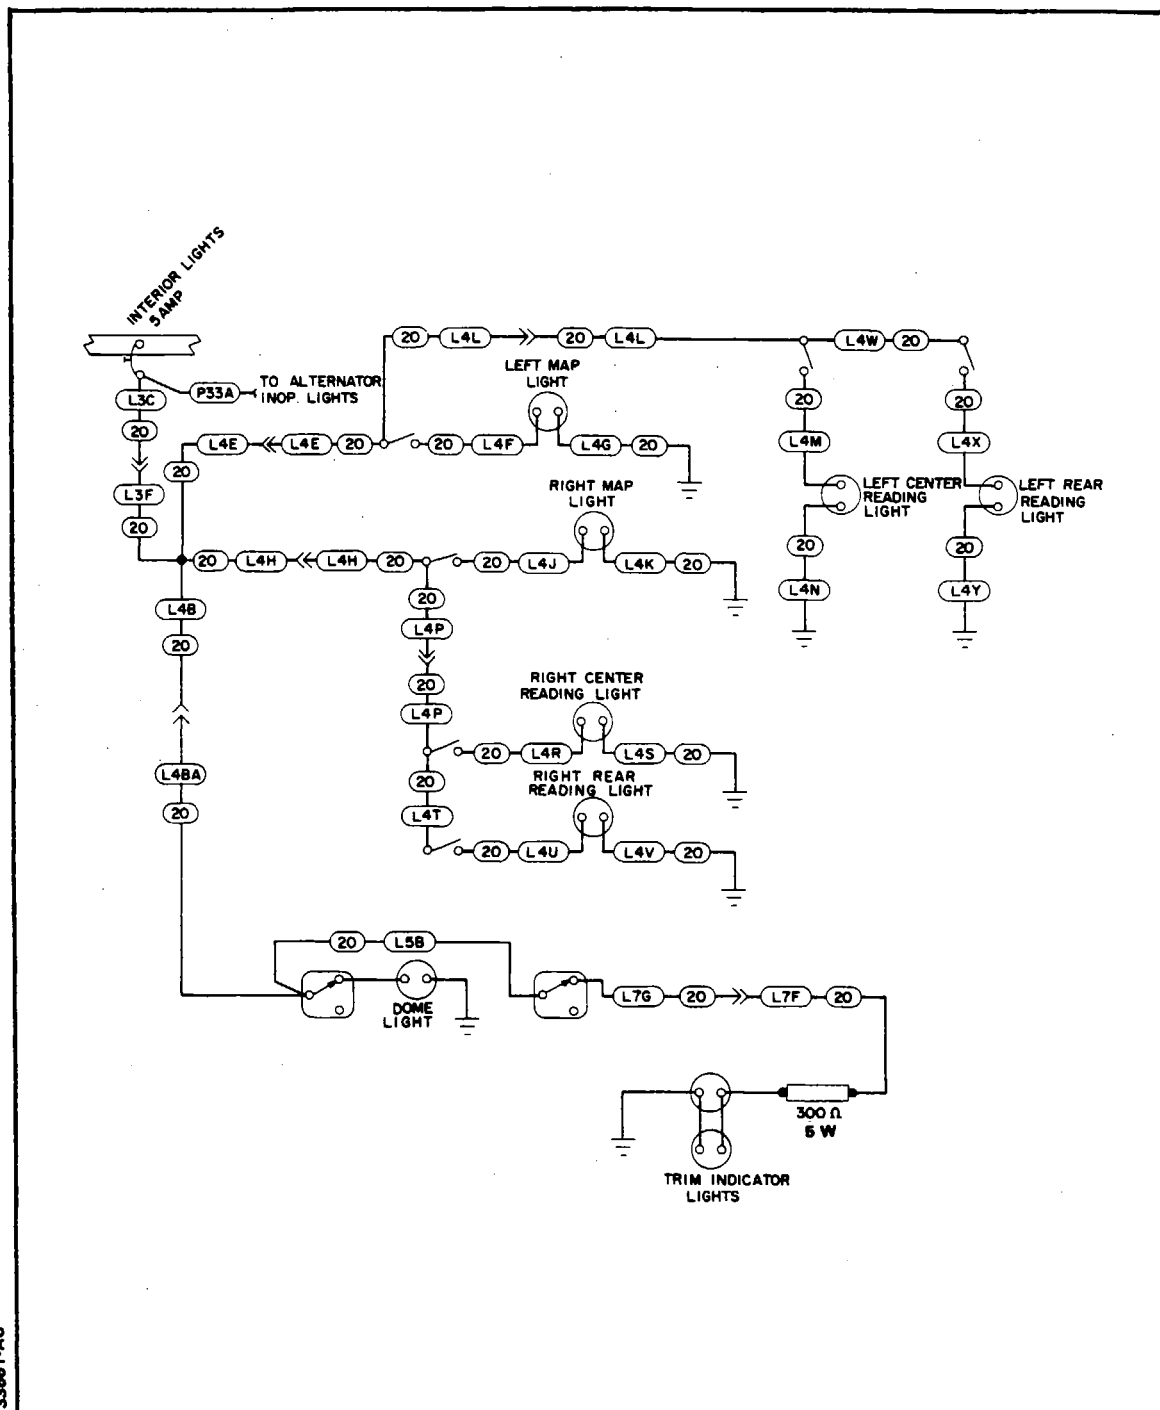 INTERIOR LIGHTS
5 AMP
20 L4L 20 L4L L4W 20
LEFT MAP
LIGHT
TO ALTERNATOR
INOP. LIGHTS
P33A
L3C
20
20
20
L4E L4E 20 20 L4F L4G 20
L4M
L4X
20
RIGHT MAP
LIGHT
LEFT CENTER
READING
LIGHT
LEFT REAR
READING
LIGHT
L3F
20
20
20
20 L4H L4H 20 20 L4J L4K 20
L4N
L4Y
20
L4B
L4P
20
20
RIGHT CENTER
READING LIGHT
L4P
20 L4R L4S 20
L4BA
20
RIGHT REAR
READING LIGHT
20
L4T
20 L4U L4V 20
20 L5B
DOME
LIGHT
L7G 20 L7F 20
300 Ω
5 W
TRIM INDICATOR
LIGHTS